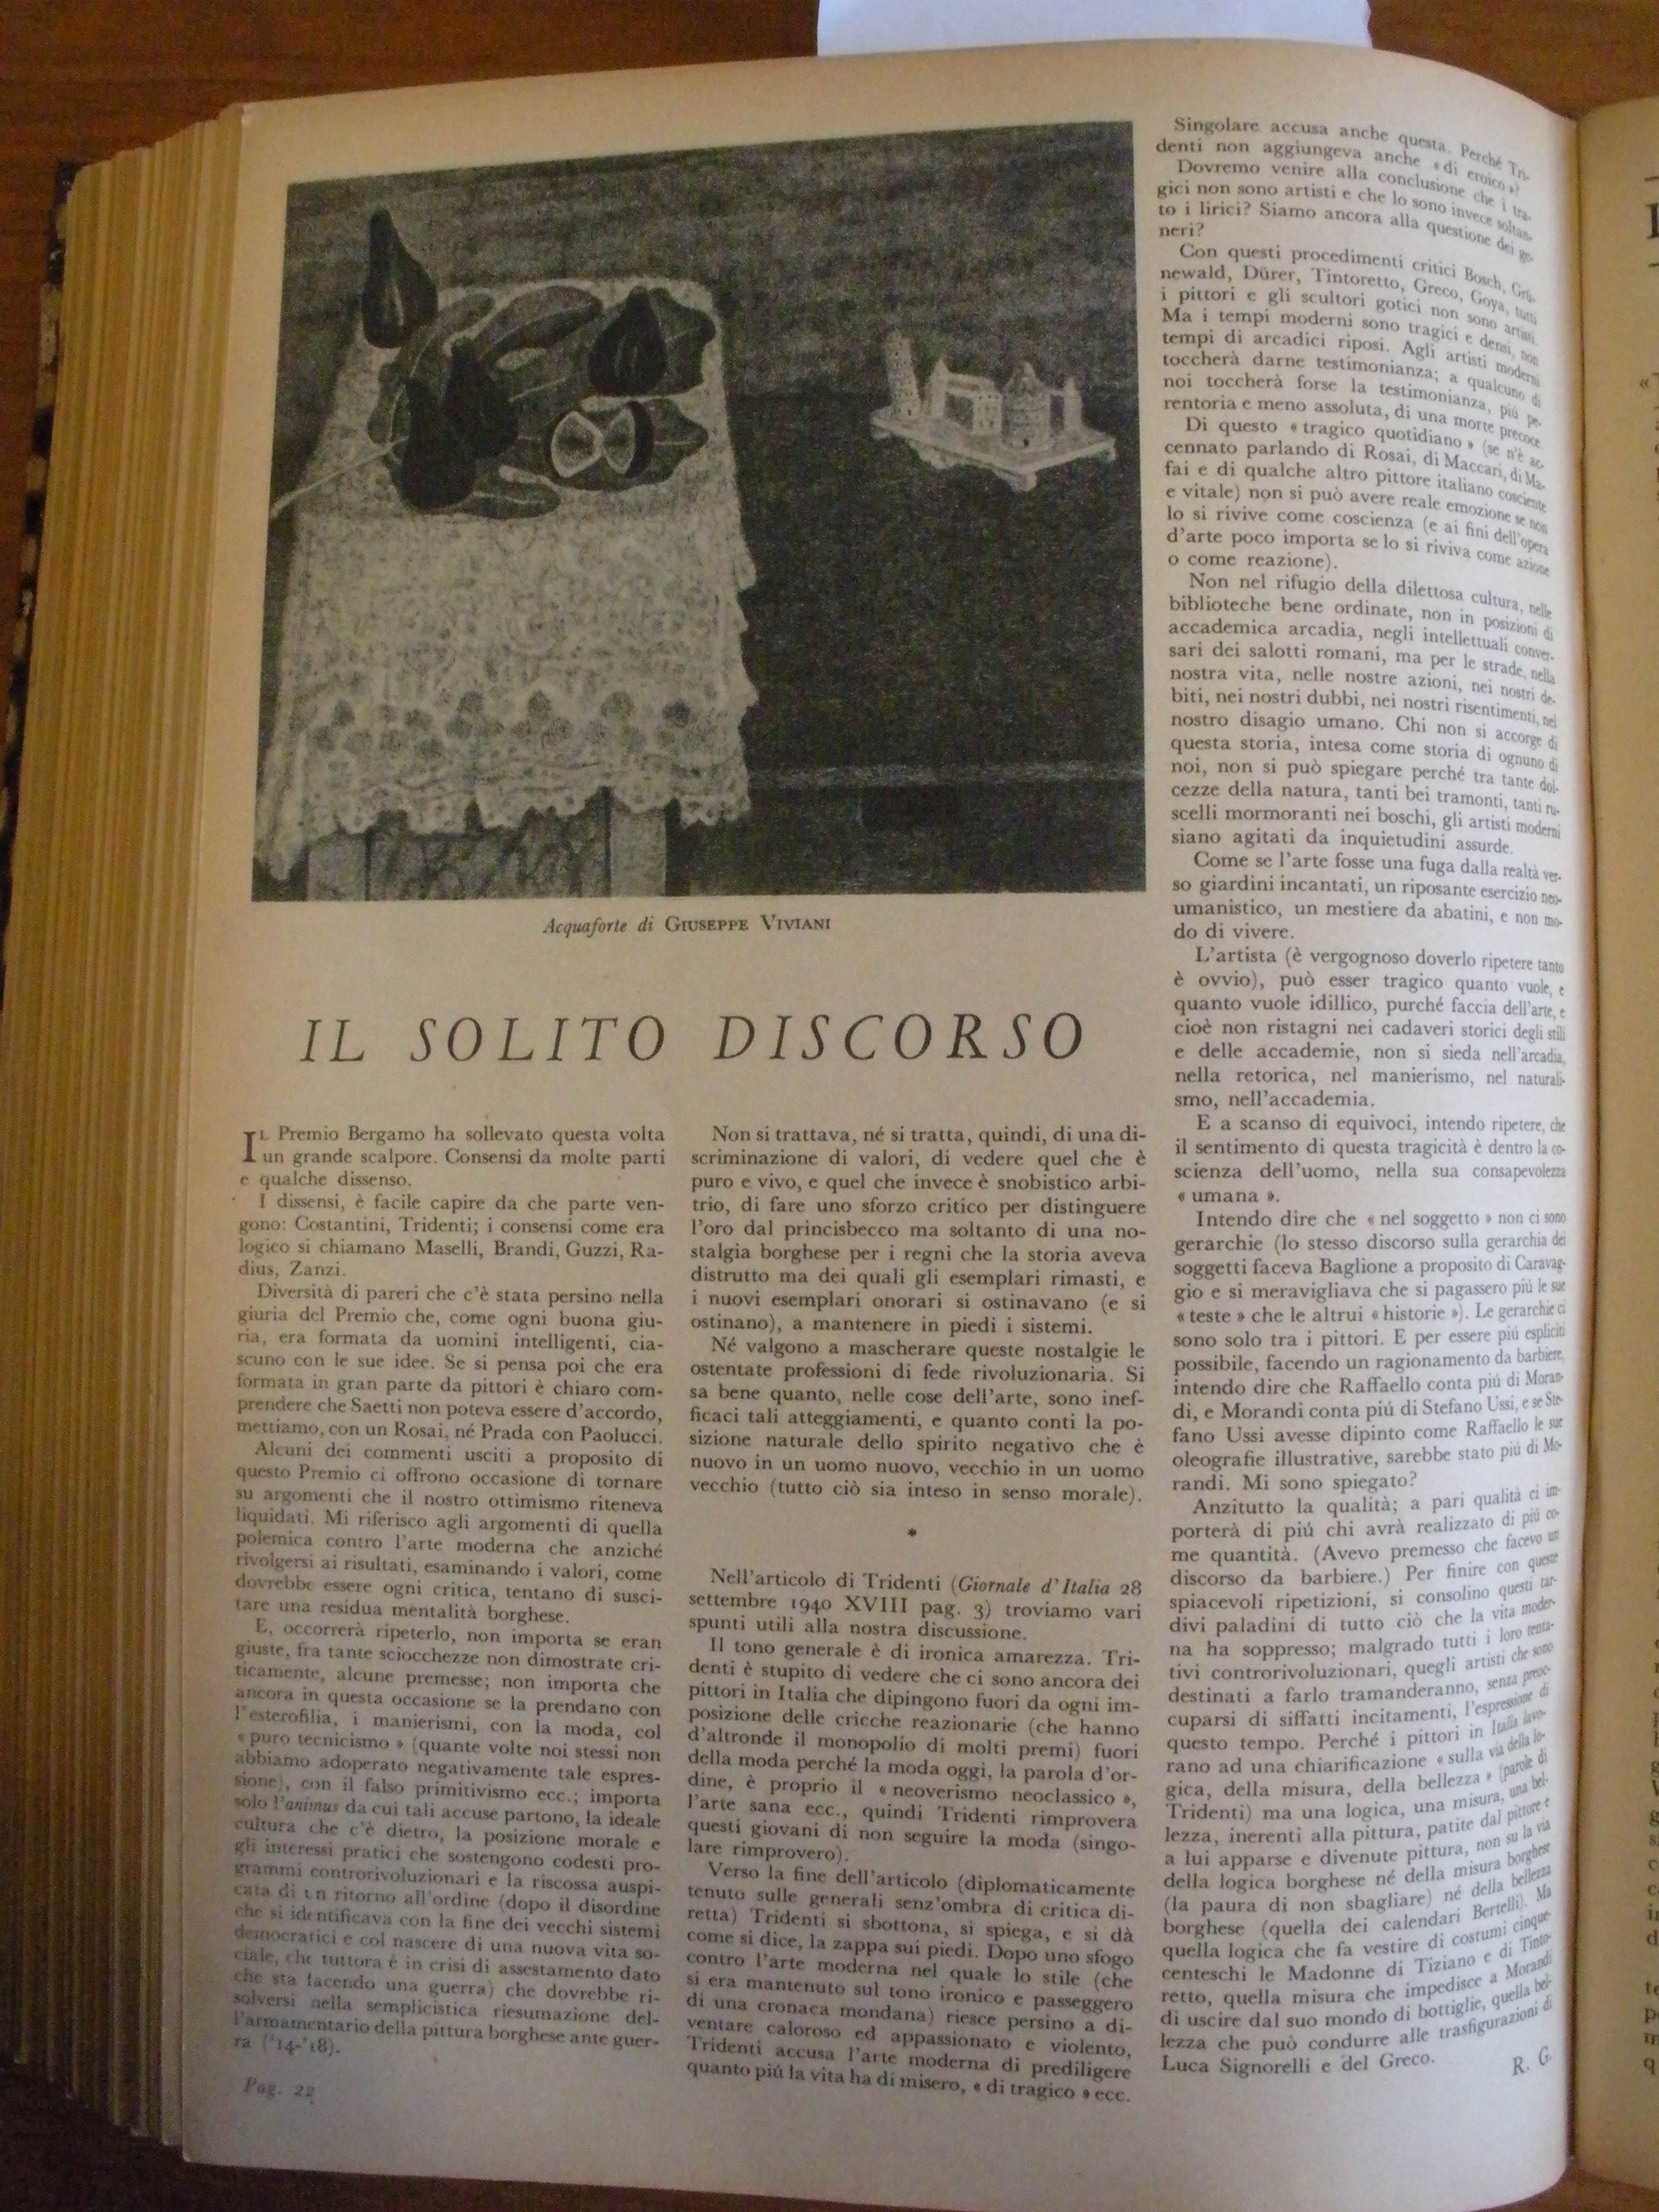 Acquaforte di GIUSEPPE VIVIANI
IL SOLITO DISCORSO
IL Premio Bergamo ha sollevato questa volta
un grande scalpore. Consensi da molte parti
e qualche dissenso.
I dissensi, è facile capire da che parte ven-
gono: Costantini, Tridenti; i consensi come era
logico si chiamano Maselli, Brandi, Guzzi, Ra-
dius, Zanzi.
Diversità di pareri che c'è stata persino nella
giuria del Premio che, come ogni buona giu-
ria, era formata da uomini intelligenti, cia-
scuno con le sue idee. Se si pensa poi che era
formata in gran parte da pittori è chiaro com-
prendere che Saetti non poteva essere d'accordo,
mettiamo, con un Rosai, né Prada con Paolucci.
Alcuni dei commenti usciti a proposito di
questo Premio ci offrono occasione di tornare
su argomenti che il nostro ottimismo riteneva
liquidati. Mi riferisco agli argomenti di quella
polemica contro l'arte moderna che anziché
rivolgersi ai risultati, esaminando i valori, come
dovrebbe essere ogni critica, tentano di susci-
tare una residua mentalità borghese.
E, occorrerà ripeterlo, non importa se eran
giuste, fra tante sciocchezze non dimostrate cri-
ticamente, alcune premesse; non importa che
ancora in questa occasione se la prendano con
l'esterofilia, i manierismi, con la moda, col
« puro tecnicismo » (quante volte noi stessi non
abbiamo adoperato negativamente tale espres-
sione), con il falso primitivismo ecc.; importa
solo l'animus da cui tali accuse partono, la ideale
cultura che c'è dietro, la posizione morale e
gli interessi pratici che sostengono codesti pro-
grammi controrivoluzionari e la riscossa auspi-
cata di un ritorno all'ordine (dopo il disordine
che si identificava con la fine dei vecchi sistemi
democratici e col nascere di una nuova vita so-
ciale, che tuttora è in crisi di assestamento dato
che sta facendo una guerra) che dovrebbe ri-
solversi nella semplicistica riesumazione del-
l'armamentario della pittura borghese ante guer-
ra ('14-'18).
Non si trattava, né si tratta, quindi, di una di-
scriminazione di valori, di vedere quel che è
puro e vivo, e quel che invece è snobistico arbi-
trio, di fare uno sforzo critico per distinguere
l'oro dal princisbecco ma soltanto di una no-
stalgia borghese per i regni che la storia aveva
distrutto ma dei quali gli esemplari rimasti, e
i nuovi esemplari onorari si ostinavano (e si
ostinano), a mantenere in piedi i sistemi.
Né valgono a mascherare queste nostalgie le
ostentate professioni di fede rivoluzionaria. Si
sa bene quanto, nelle cose dell'arte, sono inef-
ficaci tali atteggiamenti, e quanto conti la po-
sizione naturale dello spirito negativo che è
nuovo in un uomo nuovo, vecchio in un uomo
vecchio (tutto ciò sia inteso in senso morale).
*
Nell'articolo di Tridenti (Giornale d'Italia 28
settembre 1940 XVIII pag. 3) troviamo vari
spunti utili alla nostra discussione.
Il tono generale è di ironica amarezza. Tri-
denti è stupito di vedere che ci sono ancora dei
pittori in Italia che dipingono fuori da ogni im-
posizione delle cricche reazionarie (che hanno
d'altronde il monopolio di molti premi) fuori
della moda perché la moda oggi, la parola d'or-
dine, è proprio il « neoverismo neoclassico »,
l'arte sana ecc., quindi Tridenti rimprovera
questi giovani di non seguire la moda (singo-
lare rimprovero).
Verso la fine dell'articolo (diplomaticamente
tenuto sulle generali senz'ombra di critica di-
retta) Tridenti si sbottona, si spiega, e si dà
come si dice, la zappa sui piedi. Dopo uno sfogo
contro l'arte moderna nel quale lo stile (che
si era mantenuto sul tono ironico e passeggero
di una cronaca mondana) riesce persino a di-
ventare caloroso ed appassionato e violento,
Tridenti accusa l'arte moderna di prediligere
quanto piú la vita ha di misero, « di tragico » ecc.
Singolare accusa anche questa. Perché Tri-
denti non aggiungeva anche « di eroico »?
Dovremo venire alla conclusione che i tra-
gici non sono artisti e che lo sono invece soltan-
to i lirici? Siamo ancora alla questione dei ge-
neri?
Con questi procedimenti critici Bosch, Grü-
newald, Dürer, Tintoretto, Greco, Goya, tutti
i pittori e gli scultori gotici non sono artisti.
Ma i tempi moderni sono tragici e densi, non
tempi di arcadici riposi. Agli artisti moderni
toccherà darne testimonianza; a qualcuno di
noi toccherà forse la testimonianza, piú pe-
rentoria e meno assoluta, di una morte precoce.
Di questo « tragico quotidiano » (se n'è ac-
cennato parlando di Rosai, di Maccari, di Ma-
fai e di qualche altro pittore italiano cosciente
e vitale) non si può avere reale emozione se non
lo si rivive come coscienza (e ai fini dell'opera
d'arte poco importa se lo si riviva come azione
o come reazione).
Non nel rifugio della dilettosa cultura, nelle
biblioteche bene ordinate, non in posizioni di
accademica arcadia, negli intellettuali conver-
sari dei salotti romani, ma per le strade, nella
nostra vita, nelle nostre azioni, nei nostri de-
biti, nei nostri dubbi, nei nostri risentimenti, nel
nostro disagio umano. Chi non si accorge di
questa storia, intesa come storia di ognuno di
noi, non si può spiegare perché tra tante dol-
cezze della natura, tanti bei tramonti, tanti ru-
scelli mormoranti nei boschi, gli artisti moderni
siano agitati da inquietudini assurde.
Come se l'arte fosse una fuga dalla realtà ver-
so giardini incantati, un riposante esercizio neo-
umanistico, un mestiere da abatini, e non mo-
do di vivere.
L'artista (è vergognoso doverlo ripetere tanto
è ovvio), può esser tragico quanto vuole, e
quanto vuole idillico, purché faccia dell'arte, e
cioè non ristagni nei cadaveri storici degli stili
e delle accademie, non si sieda nell'arcadia,
nella retorica, nel manierismo, nel naturali-
smo, nell'accademia.
E a scanso di equivoci, intendo ripetere, che
il sentimento di questa tragicità è dentro la co-
scienza dell'uomo, nella sua consapevolezza
« umana ».
Intendo dire che « nel soggetto » non ci sono
gerarchie (lo stesso discorso sulla gerarchia dei
soggetti faceva Baglione a proposito di Caravag-
gio e si meravigliava che si pagassero piú le sue
« teste » che le altrui « historie »). Le gerarchie ci
sono solo tra i pittori. E per essere piú espliciti
possibile, facendo un ragionamento da barbiere,
intendo dire che Raffaello conta piú di Moran-
di, e Morandi conta piú di Stefano Ussi, e se Ste-
fano Ussi avesse dipinto come Raffaello le sue
oleografie illustrative, sarebbe stato piú di Mo-
randi. Mi sono spiegato?
Anzitutto la qualità; a pari qualità ci im-
porterà di piú chi avrà realizzato di piú co-
me quantità. (Avevo premesso che facevo un
discorso da barbiere.) Per finire con queste
spiacevoli ripetizioni, si consolino questi tar-
divi paladini di tutto ciò che la vita moder-
na ha soppresso; malgrado tutti i loro tenta-
tivi controrivoluzionari, quegli artisti che sono
destinati a farlo tramanderanno, senza preoc-
cuparsi di siffatti incitamenti, l'espressione di
questo tempo. Perché i pittori in Italia lavo-
rano ad una chiarificazione « sulla via della lo-
gica, della misura, della bellezza » (parole di
Tridenti) ma una logica, una misura, una bel-
lezza, inerenti alla pittura, patite dal pittore e
a lui apparse e divenute pittura, non su la via
della logica borghese né della misura borghese
(la paura di non sbagliare) né della bellezza
borghese (quella dei calendari Bertelli). Ma
quella logica che fa vestire di costumi cinque-
centeschi le Madonne di Tiziano e di Tinto-
retto, quella misura che impedisce a Morandi
di uscire dal suo mondo di bottiglie, quella bel-
lezza che può condurre alle trasfigurazioni di
Luca Signorelli e del Greco.
R. G.
Pag. 22